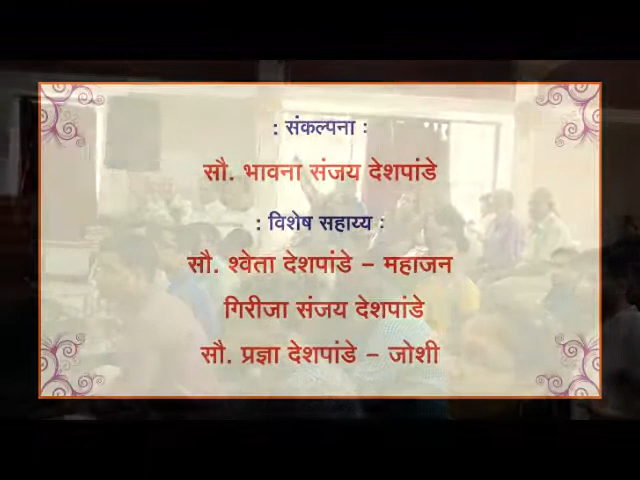 : संकल्पना :
सौ. भावना संजय देशपांडे
: विशेष सहाय्य :
सौ. श्वेता देशपांडे – महाजन
गिरीजा संजय देशपांडे
सौ. प्रज्ञा देशपांडे – जोशी